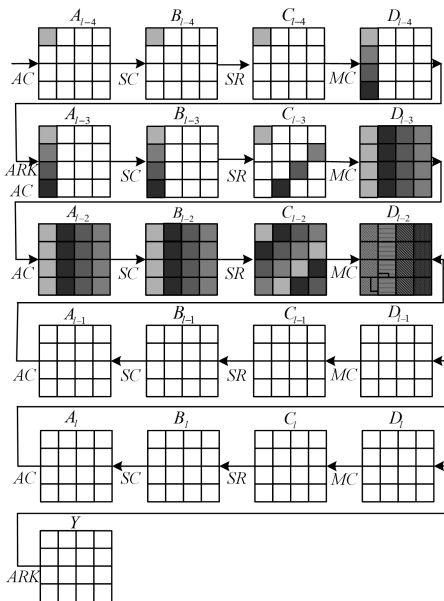 A_{l-4} B_{l-4} C_{l-4} D_{l-4}
AC SC SR MC
A_{l-3} B_{l-3} C_{l-3} D_{l-3}
ARK
AC SC SR MC
A_{l-2} B_{l-2} C_{l-2} D_{l-2}
AC SC SR MC
A_{l-1} B_{l-1} C_{l-1} D_{l-1}
AC SC SR MC
A_l B_l C_l D_l
AC SC SR MC
Y
ARK